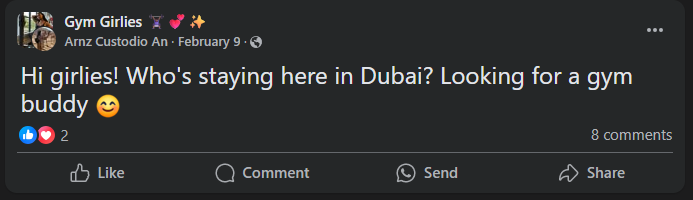 Gym Girlies 🏋️‍♀️ 💕 ✨
Arnz Custodio An · February 9 ·
Hi girlies! Who's staying here in Dubai? Looking for a gym
buddy 😊
2
8 comments
Like
Comment
Send
Share